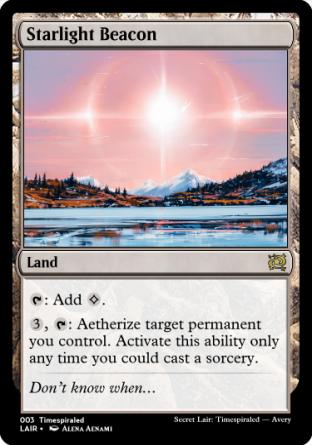 Starlight Beacon
Land
: Add .
3, : Aetherize target permanent
you control. Activate this ability only
any time you could cast a sorcery.
Don't know when…
003 Timespiraled
Secret Lair: Timespiraled — Avery
LAIR • Alena Aenami